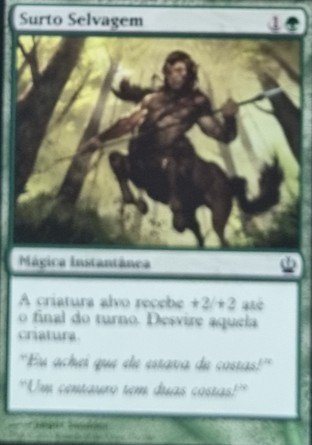 Surto Selvagem 1
Mágica Instantânea
A criatura alvo recebe +2/+2 até
o final do turno. Desvire aquela
criatura.
"Eu achei que ele estava de costas!"
"Um centauro tem duas costas!"